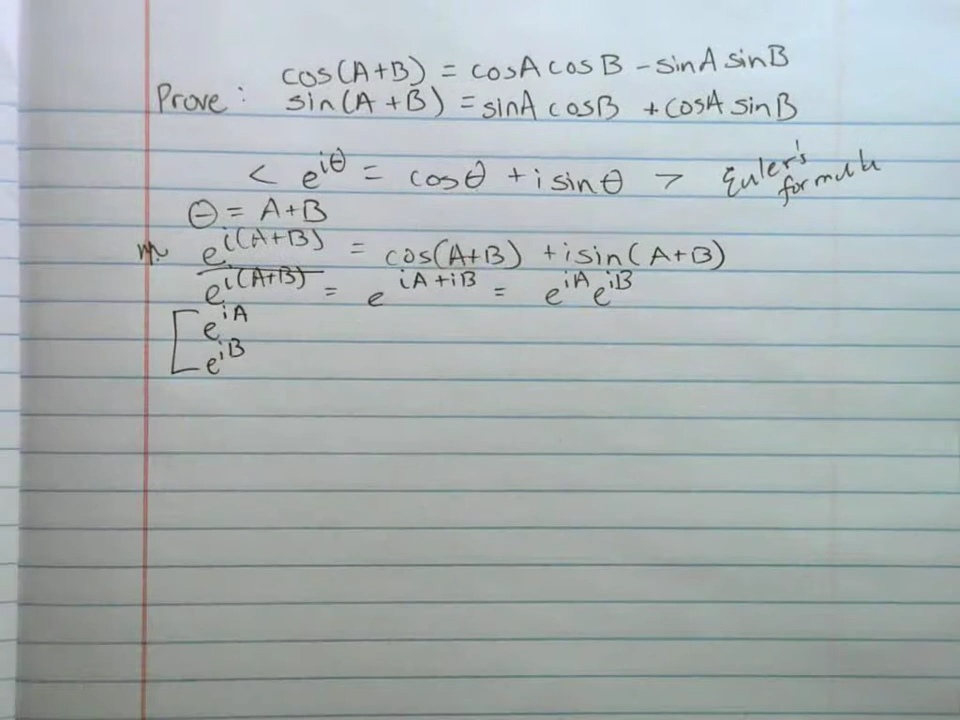 cos(A+B) = cosA cosB - sinA sinB
Prove: sin(A+B) = sinA cosB + cosA sinB
< e^{iθ} = cosθ + i sinθ > Euler's formula
θ = A+B
e^{i(A+B)} = cos(A+B) + i sin(A+B)
e^{i(A+B)} = e^{iA+iB} = e^{iA} e^{iB}
e^{iA}
e^{iB}